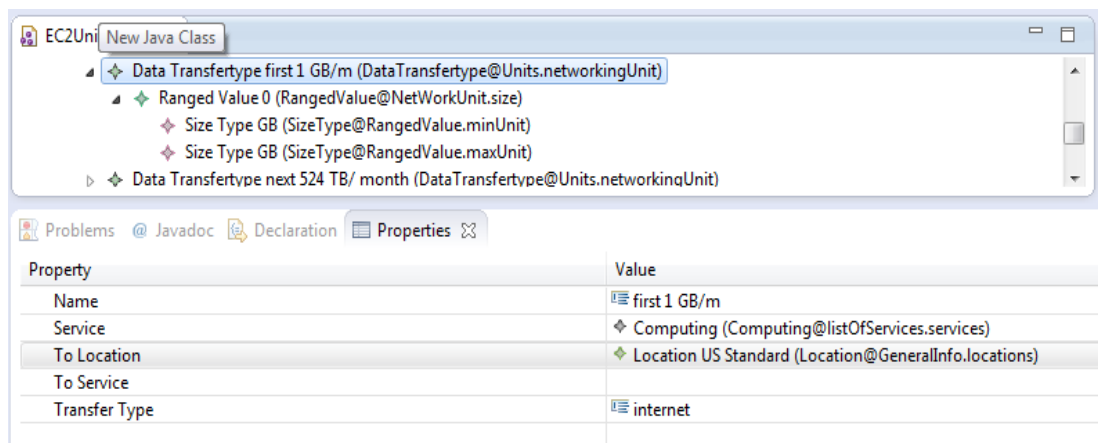 EC2Uni New Java Class
Data Transfertype first 1 GB/m (DataTransfertype@Units.networkingUnit)
Ranged Value 0 (RangedValue@NetWorkUnit.size)
Size Type GB (SizeType@RangedValue.minUnit)
Size Type GB (SizeType@RangedValue.maxUnit)
Data Transfertype next 524 TB/ month (DataTransfertype@Units.networkingUnit)
Problems @ Javadoc Declaration Properties
Property Value
Name first 1 GB/m
Service Computing (Computing@listOfServices.services)
To Location Location US Standard (Location@GeneralInfo.locations)
To Service
Transfer Type internet